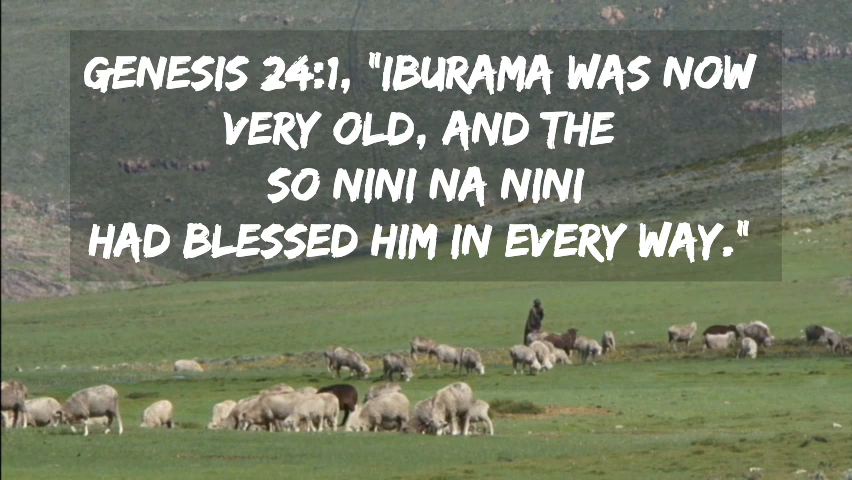 GENESIS 24:1, "IBURAMA WAS NOW
VERY OLD, AND THE
SO NINI NA NINI
HAD BLESSED HIM IN EVERY WAY."